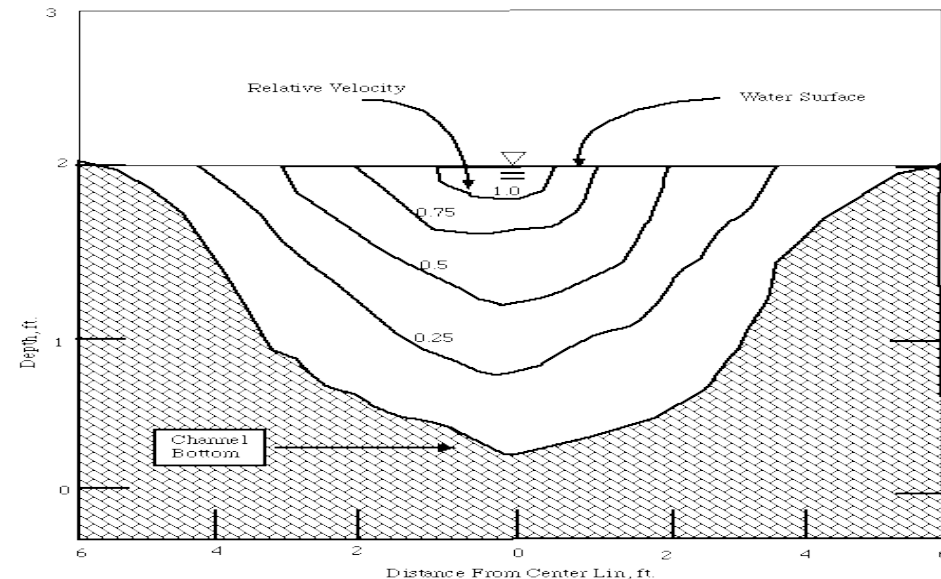 3
Relative Velocity
Water Surface
2
1.0
0.75
0.5
0.25
Depth, ft.
1
Channel
Bottom
0
6 4 2 0 2 4 6
Distance From Center Lin, ft.